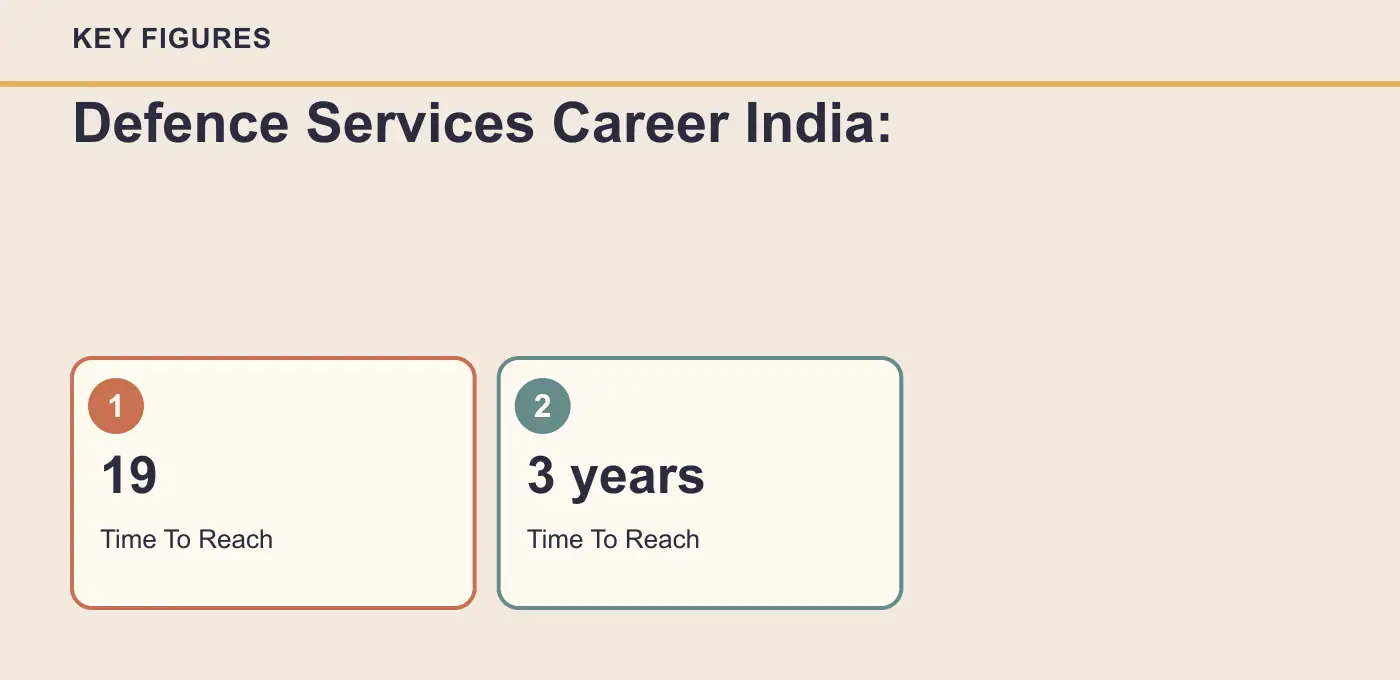 KEY FIGURES
Defence Services Career India:
1
19
Time To Reach
2
3 years
Time To Reach